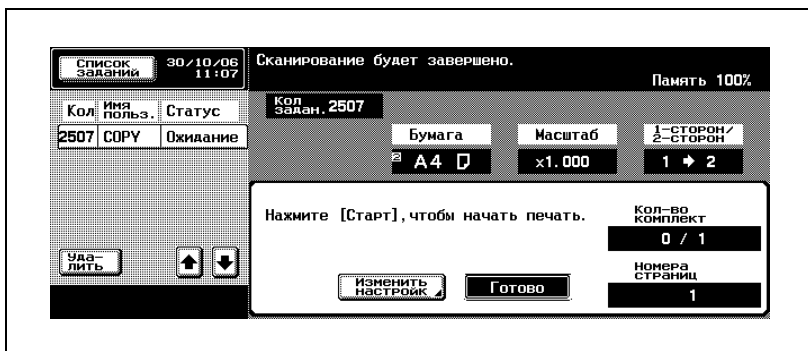 Список заданий
30/10/06
11:07
Сканирование будет завершено.
Память 100%
Кол Имя польз. Статус
2507 COPY Ожидание
Кол задан. 2507
Бумага
Масштаб
1-СТОРОН/
2-СТОРОН
2 A4
x1.000
1 → 2
Нажмите [Старт],чтобы начать печать.
Кол-во
комплект
0 / 1
Номера
страниц
1
Уда-
лить
Изменить
настройк
Готово